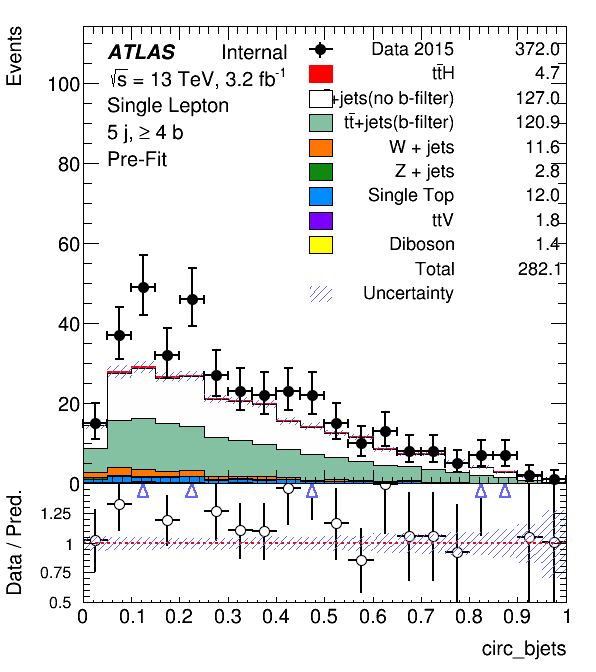 Events
ATLAS Internal
√s = 13 TeV, 3.2 fb⁻¹
Single Lepton
5 j, ≥ 4 b
Pre-Fit
Data 2015 372.0
tt̄H 4.7
+jets(no b-filter) 127.0
tt̄+jets(b-filter) 120.9
W + jets 11.6
Z + jets 2.8
Single Top 12.0
ttV 1.8
Diboson 1.4
Total 282.1
Uncertainty
100
80
60
40
20
0
Data / Pred.
1.25
1
0.75
0.5
0 0.1 0.2 0.3 0.4 0.5 0.6 0.7 0.8 0.9 1
circ_bjets